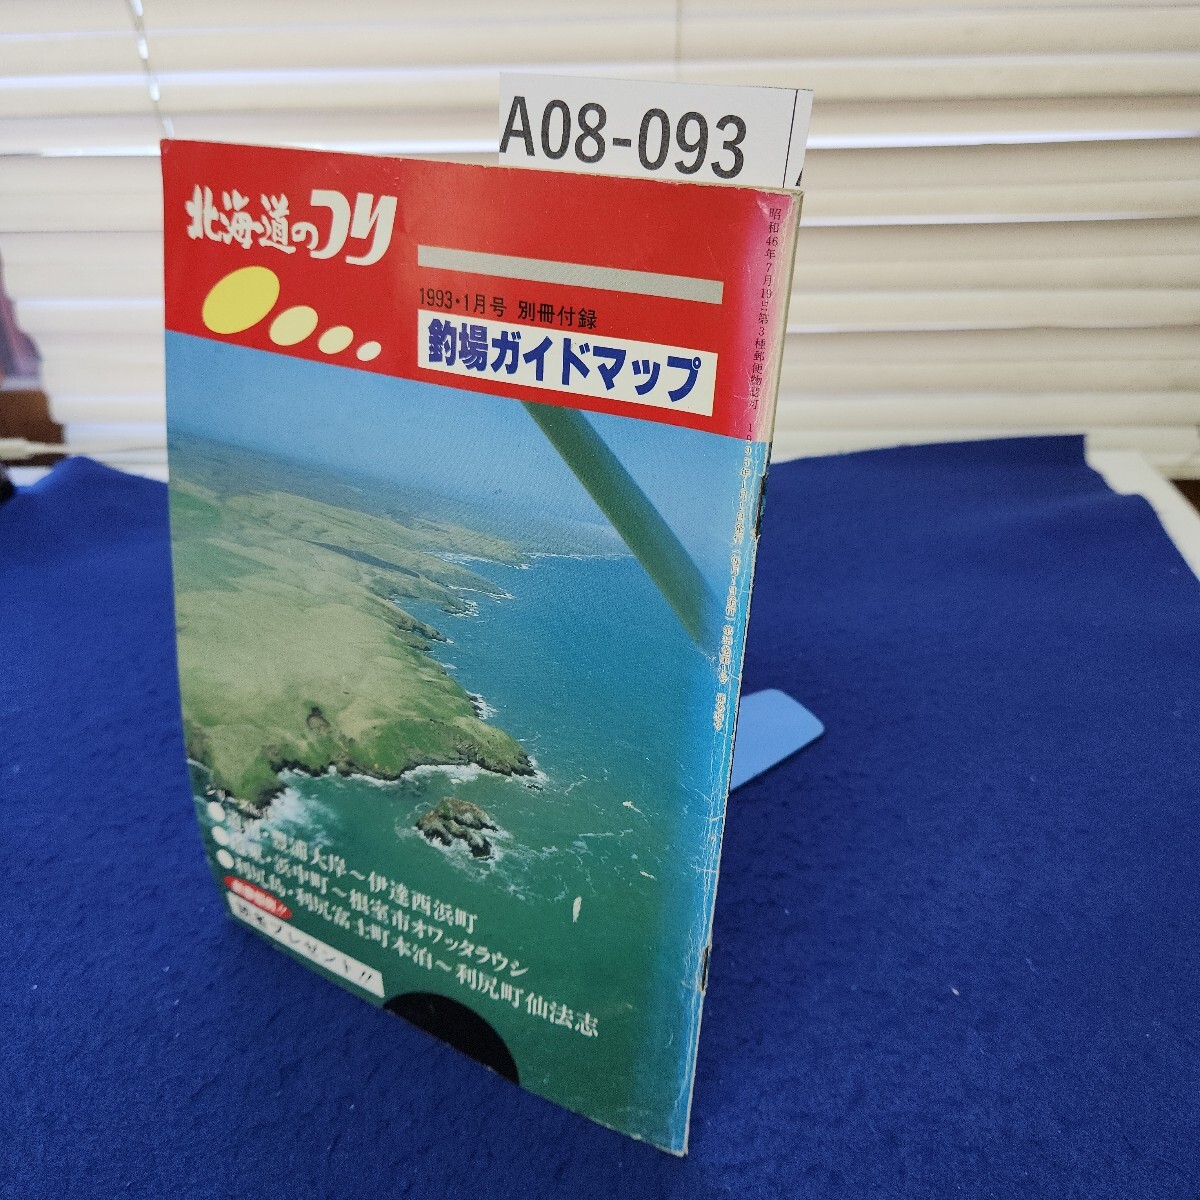 A08-093
北海道のつり
1993・1月号 別冊付録
釣場ガイドマップ
昭和46年7月19日第3種郵便物認可
豊浦大岸〜伊達西浜町
浜中町〜根室市オワッタラウシ
利尻島・利尻富士町本泊〜利尻町仙法志
プレゼント!!